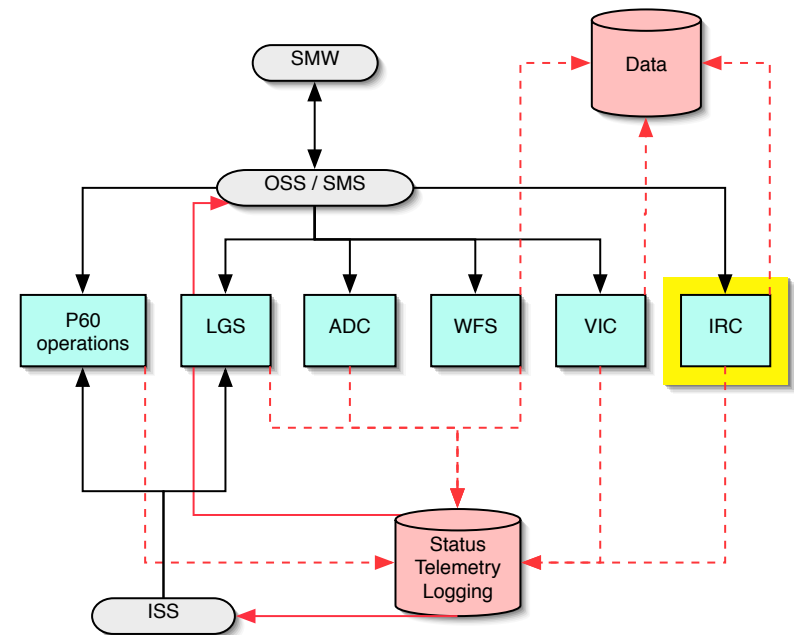 SMW
Data
OSS / SMS
P60
operations
LGS
ADC
WFS
VIC
IRC
Status
Telemetry
Logging
ISS